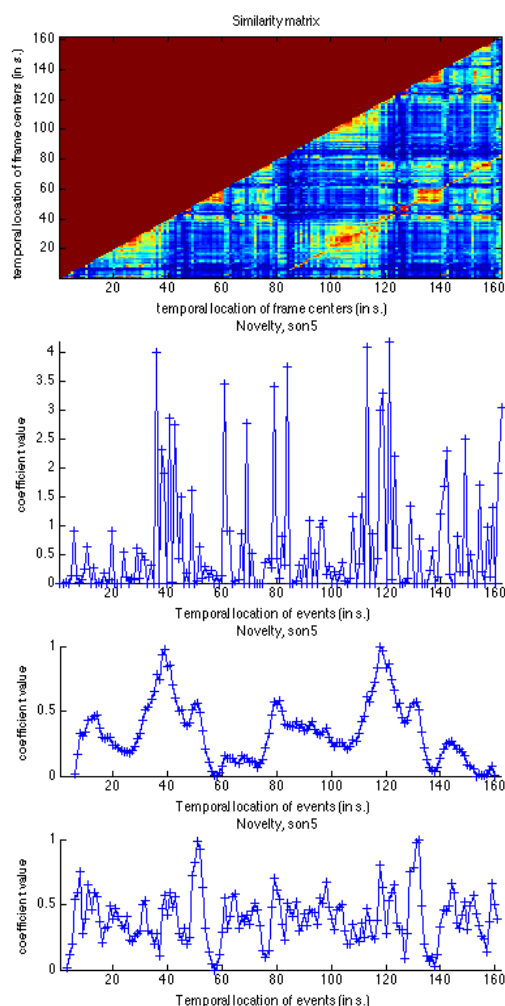 Similarity matrix
temporal location of frame centers (in s.)
160
140
120
100
80
60
40
20
20 40 60 80 100 120 140 160
temporal location of frame centers (in s.)
Novelty, son5
coefficient value
4
3.5
3
2.5
2
1.5
1
0.5
0
20 40 60 80 100 120 140 160
Temporal location of events (in s.)
Novelty, son5
coefficient value
1
0.5
0
20 40 60 80 100 120 140 160
Temporal location of events (in s.)
Novelty, son5
coefficient value
1
0.5
0
20 40 60 80 100 120 140 160
Temporal location of events (in s.)